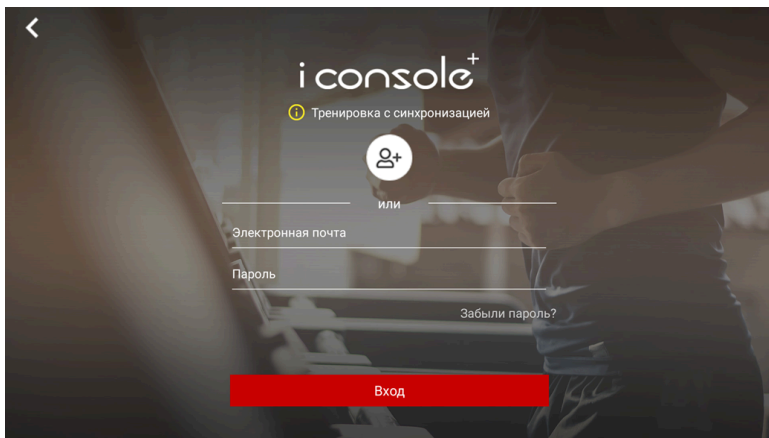 i console+
Тренировка с синхронизацией
или
Электронная почта
Пароль
Забыли пароль?
Вход